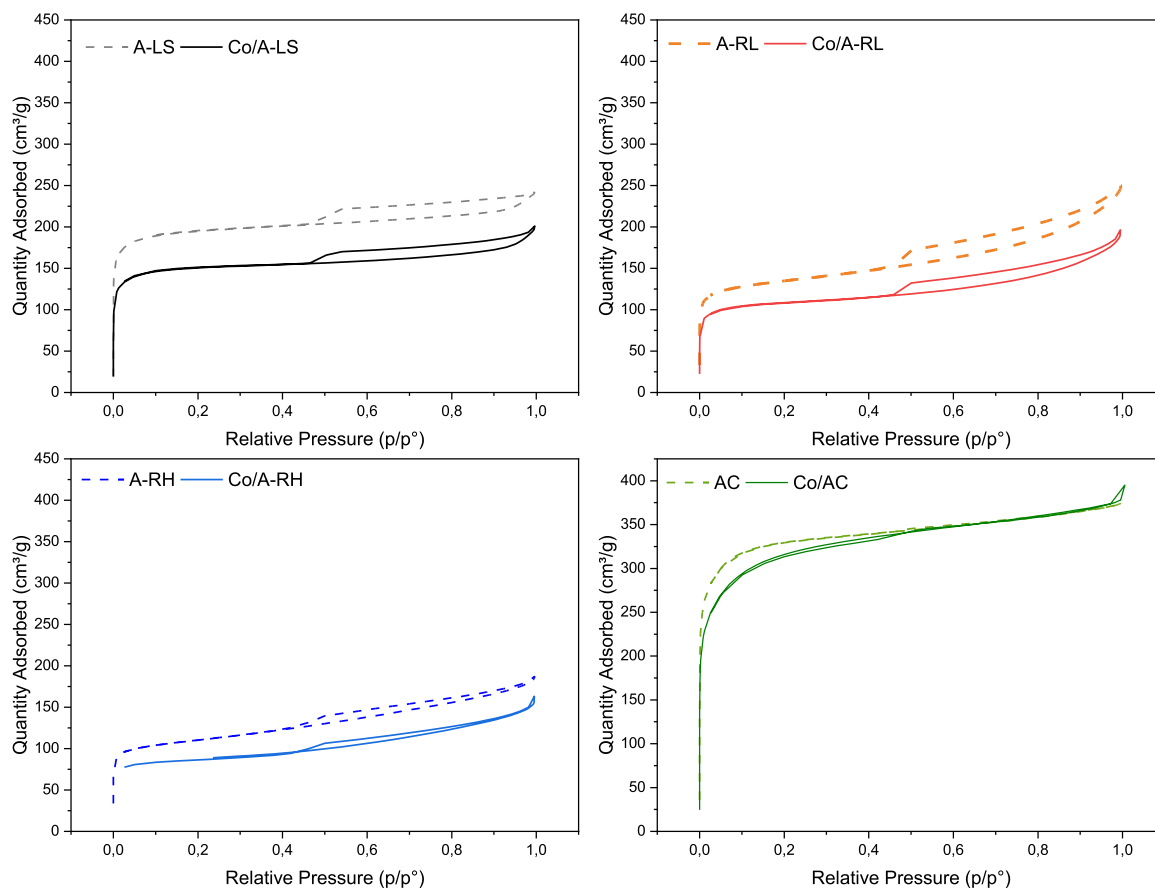 A-LS Co/A-LS
450
400
350
300
250
200
150
100
50
0
Quantity Adsorbed (cm³/g)
0,0 0,2 0,4 0,6 0,8 1,0
Relative Pressure (p/p°)
A-RL Co/A-RL
450
400
350
300
250
200
150
100
50
0
Quantity Adsorbed (cm³/g)
0,0 0,2 0,4 0,6 0,8 1,0
Relative Pressure (p/p°)
A-RH Co/A-RH
450
400
350
300
250
200
150
100
50
0
Quantity Adsorbed (cm³/g)
0,0 0,2 0,4 0,6 0,8 1,0
Relative Pressure (p/p°)
AC Co/AC
400
350
300
250
200
150
100
50
0
Quantity Adsorbed (cm³/g)
0,0 0,2 0,4 0,6 0,8 1,0
Relative Pressure (p/p°)